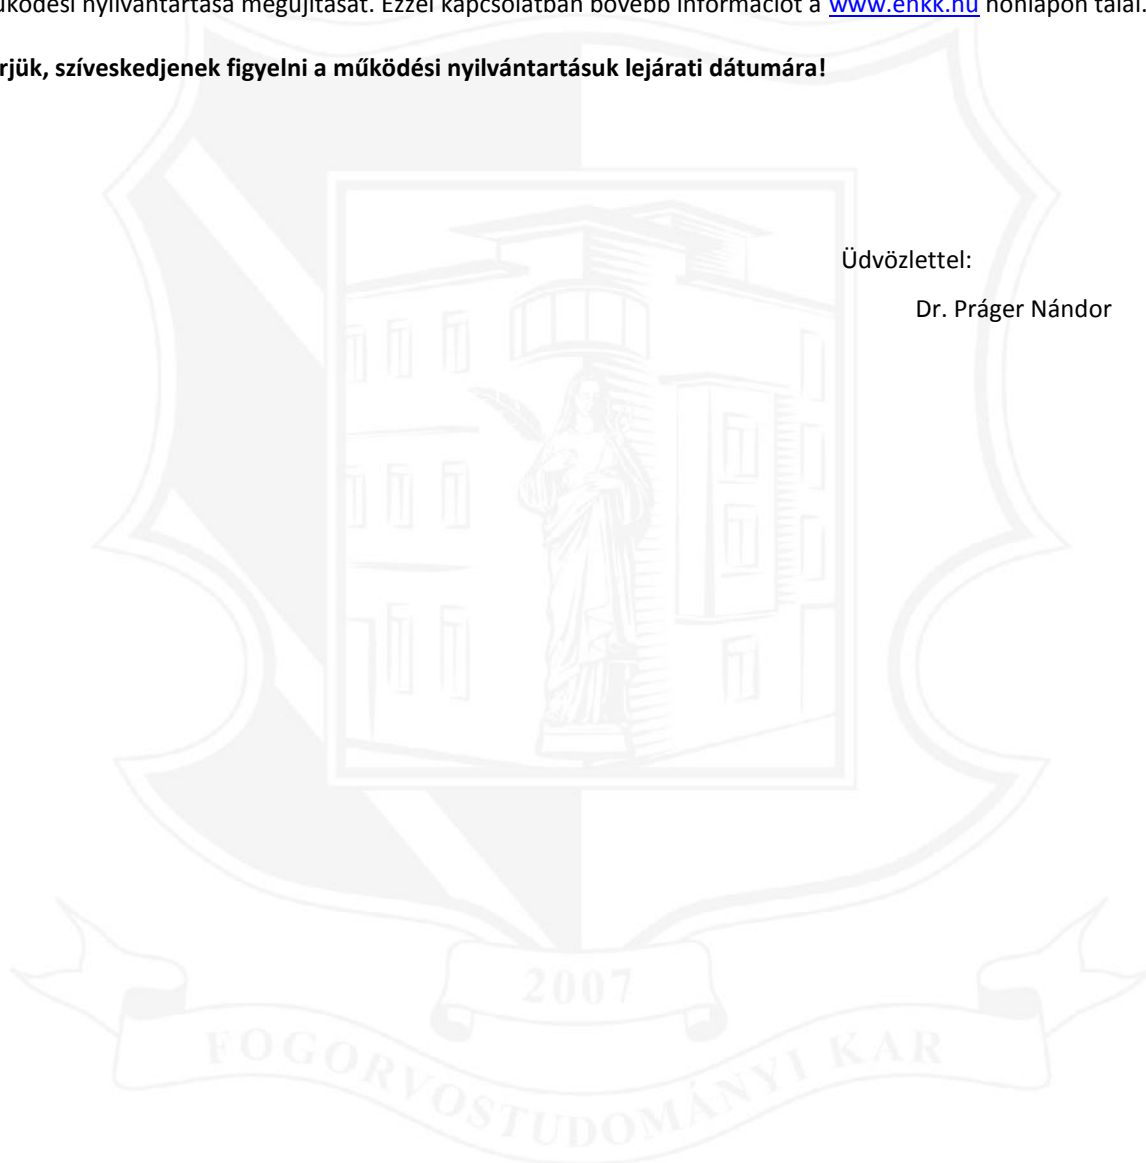 űködési nyilvántartása megújítását. Ezzel kapcsolatban bővebb információt a www.enkk.hu honlapon talál.
rjük, szíveskedjenek figyelni a működési nyilvántartásuk lejárati dátumára!
Üdvözlettel:
Dr. Práger Nándor
2007
FOGORVOSTUDOMÁNYI KAR